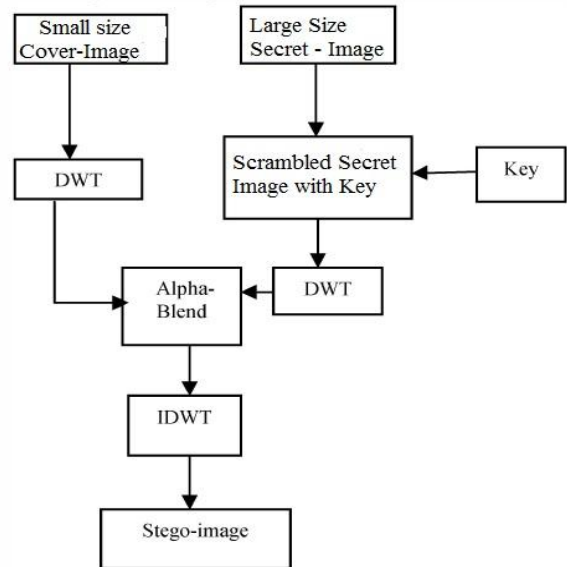 Small size
Cover-Image
Large Size
Secret - Image
DWT
Scrambled Secret
Image with Key
Key
Alpha-
Blend
DWT
IDWT
Stego-image